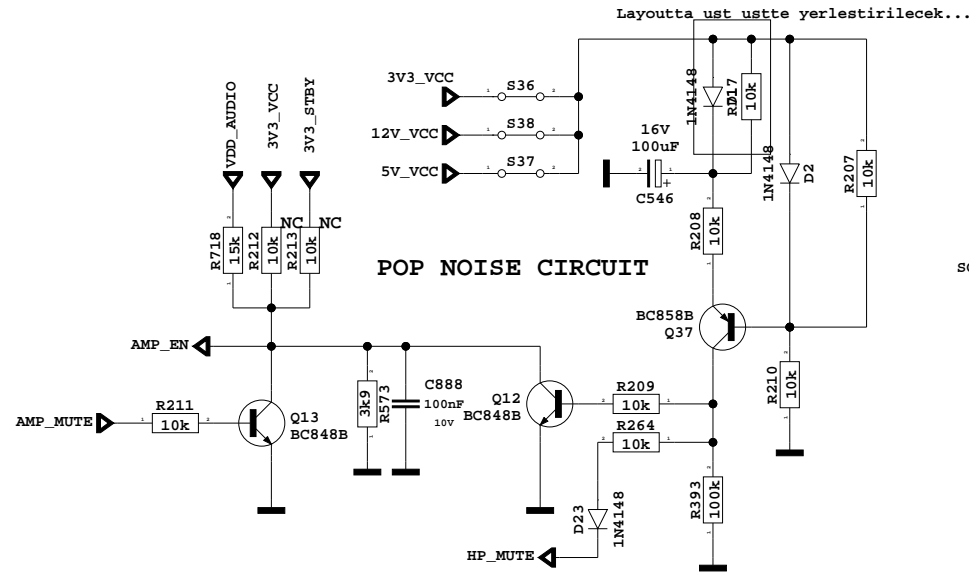 Layoutta ust ustte yerlestirilecek...
3V3_VCC
S36
12V_VCC
S38
5V_VCC
S37
VDD_AUDIO
3V3_VCC
3V3_STBY
16V
100uF
C546
1N4148
10k
1N4148
D2
R207
10k
R208
10k
R718
15k
R212
10k
NC
R213
10k
NC
POP NOISE CIRCUIT
BC858B
Q37
R210
10k
AMP_EN
AMP_MUTE
R211
10k
Q13
BC848B
3k9
R573
C888
100nF
10V
Q12
BC848B
R209
10k
R264
10k
R393
100k
D23
1N4148
HP_MUTE